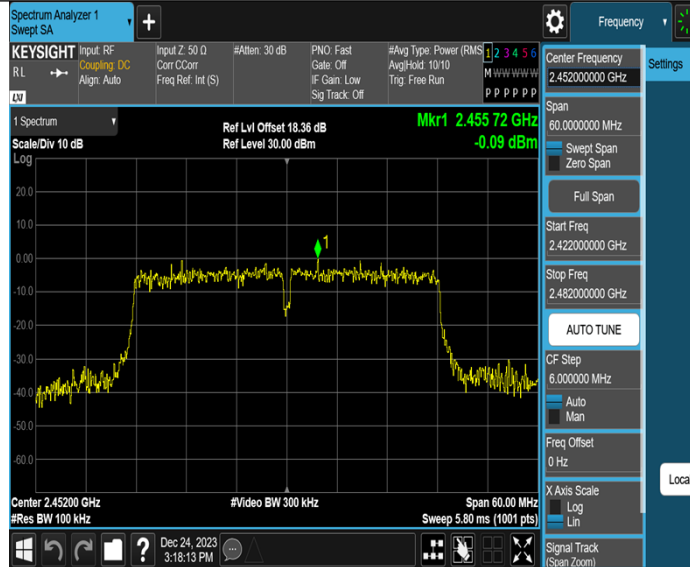 Spectrum Analyzer 1
Swept SA
+
Frequency
KEYSIGHT
RL
LXI
Input: RF
Coupling: DC
Align: Auto
Input Z: 50 Ω
Corr CCorr
Freq Ref: Int (S)
#Atten: 30 dB
PNO: Fast
Gate: Off
IF Gain: Low
Sig Track: Off
#Avg Type: Power (RMS
Avg|Hold: 10/10
Trig: Free Run
1 2 3 4 5 6
M W W W W W
P P P P P P
1 Spectrum
Scale/Div 10 dB
Ref Lvl Offset 18.36 dB
Ref Level 30.00 dBm
Mkr1 2.455 72 GHz
-0.09 dBm
Log
20.0
10.0
0.00
-10.0
-20.0
-30.0
-40.0
-50.0
-60.0
1
Center 2.45200 GHz
#Res BW 100 kHz
#Video BW 300 kHz
Span 60.00 MHz
Sweep 5.80 ms (1001 pts)
?
Dec 24, 2023
3:18:13 PM
Center Frequency
2.452000000 GHz
Span
60.0000000 MHz
Swept Span
Zero Span
Full Span
Start Freq
2.422000000 GHz
Stop Freq
2.482000000 GHz
AUTO TUNE
CF Step
6.000000 MHz
Auto
Man
Freq Offset
0 Hz
X Axis Scale
Log
Lin
Signal Track
(Span Zoom)
Settings
Loca